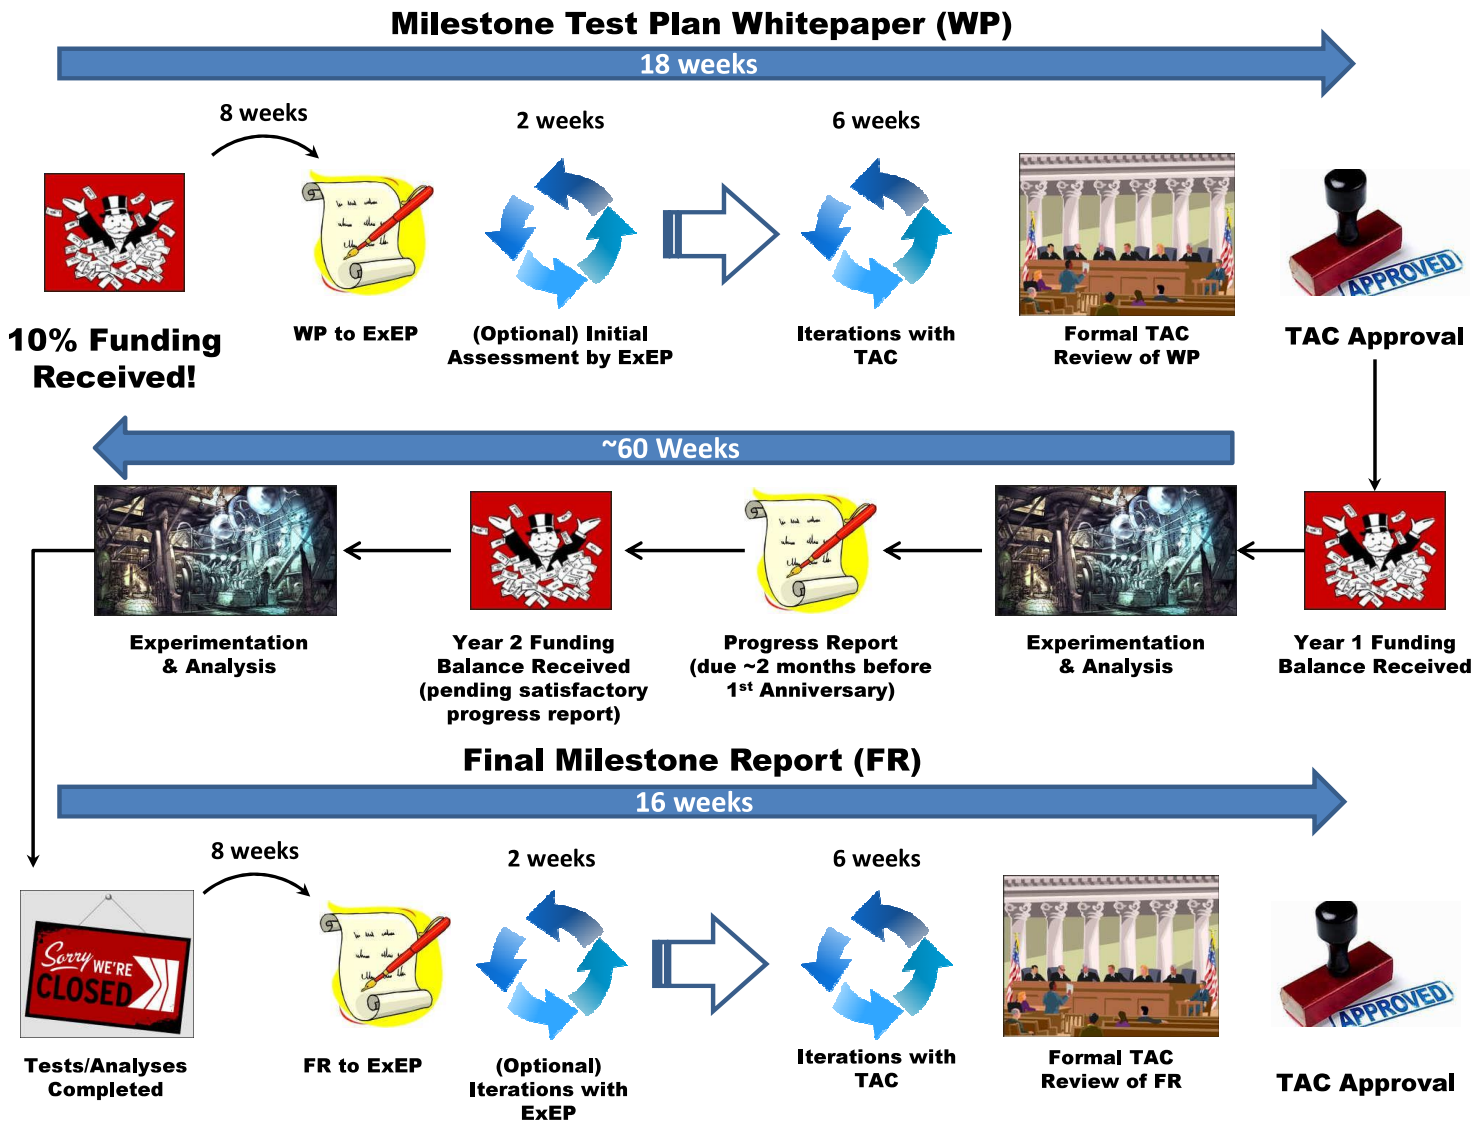 Milestone Test Plan Whitepaper (WP)
18 weeks
8 weeks
2 weeks
6 weeks
APPROVED
10% Funding
Received!
WP to ExEP
(Optional) Initial
Assessment by ExEP
Iterations with
TAC
Formal TAC
Review of WP
TAC Approval
~60 Weeks
Experimentation
& Analysis
Year 2 Funding
Balance Received
(pending satisfactory
progress report)
Progress Report
(due ~2 months before
1st Anniversary)
Experimentation
& Analysis
Year 1 Funding
Balance Received
Final Milestone Report (FR)
16 weeks
8 weeks
2 weeks
6 weeks
Sorry
WE'RE
CLOSED
APPROVED
Tests/Analyses
Completed
FR to ExEP
(Optional)
Iterations with
ExEP
Iterations with
TAC
Formal TAC
Review of FR
TAC Approval